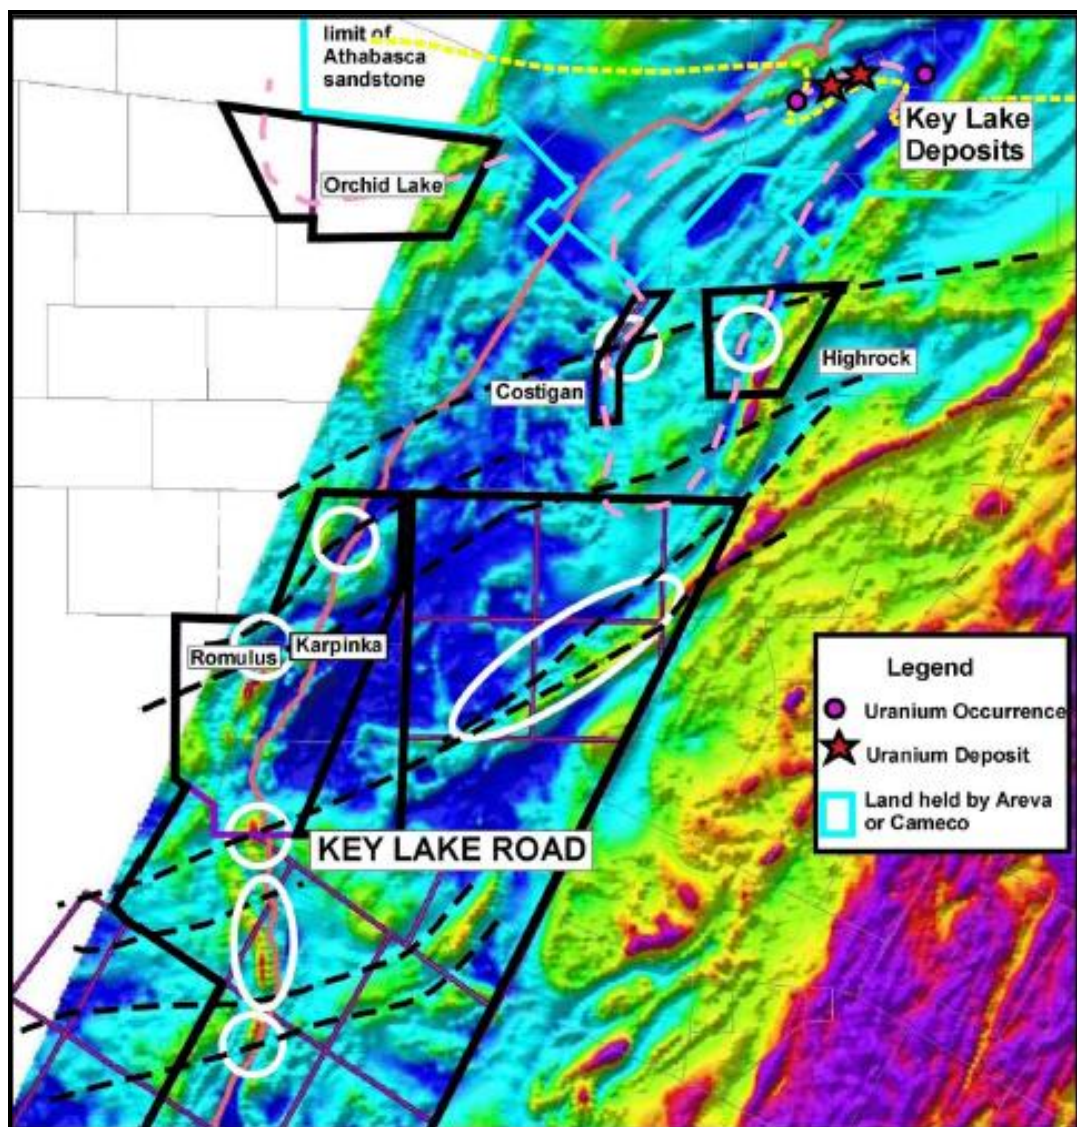 limit of
Athabasca
sandstone
Key Lake
Deposits
Orchid Lake
Highrock
Costigan
Karpinka
Romulus
Legend
Uranium Occurrence
Uranium Deposit
Land held by Areva
or Cameco
KEY LAKE ROAD